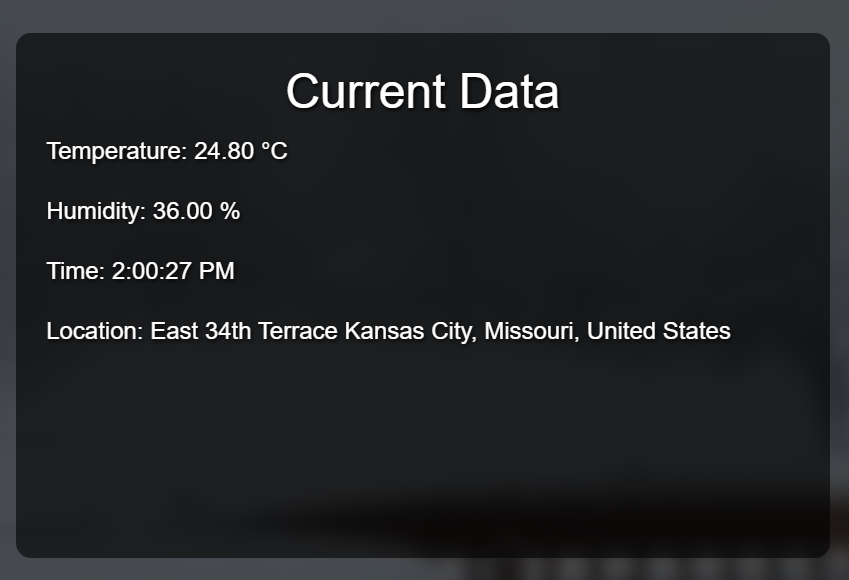 Current Data
Temperature: 24.80 °C
Humidity: 36.00 %
Time: 2:00:27 PM
Location: East 34th Terrace Kansas City, Missouri, United States